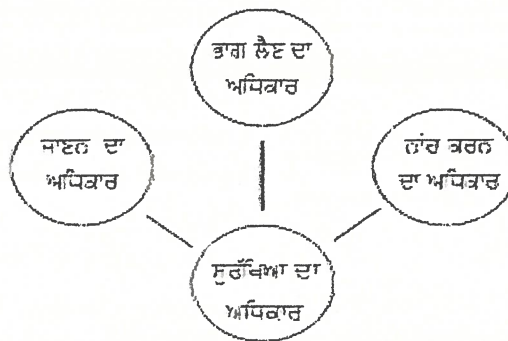 ਭਾਗ ਲੈਣ ਦਾ
ਅਧਿਕਾਰ
ਜਾਣਨ ਦਾ
ਅਧਿਕਾਰ
ਨਾਂਹ ਕਰਨ
ਦਾ ਅਧਿਕਾਰ
ਸੁਰੱਖਿਆ ਦਾ
ਅਧਿਕਾਰ